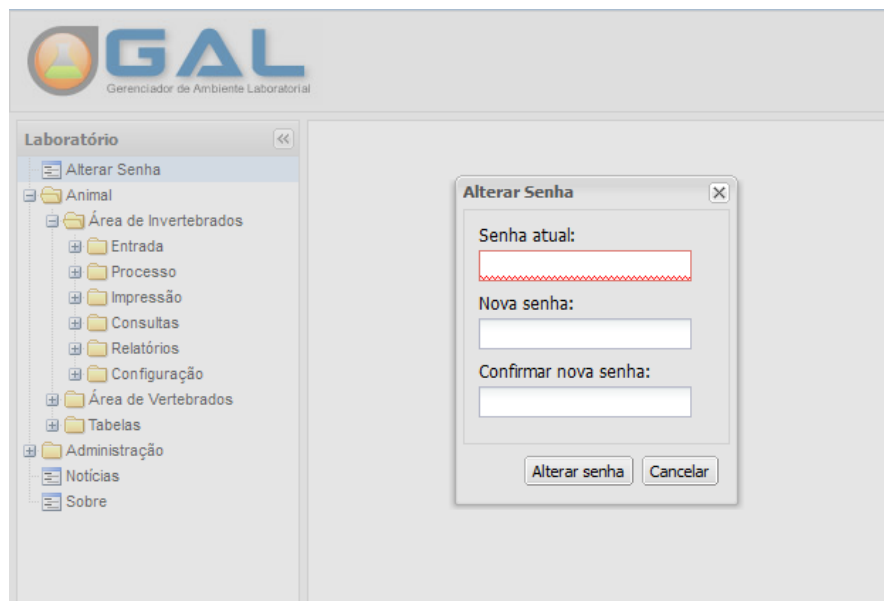 GAL
Gerenciador de Ambiente Laboratorial
Laboratório
Alterar Senha
Animal
Área de Invertebrados
Entrada
Processo
Impressão
Consultas
Relatórios
Configuração
Área de Vertebrados
Tabelas
Administração
Notícias
Sobre
Alterar Senha
Senha atual:
Nova senha:
Confirmar nova senha:
Alterar senha
Cancelar